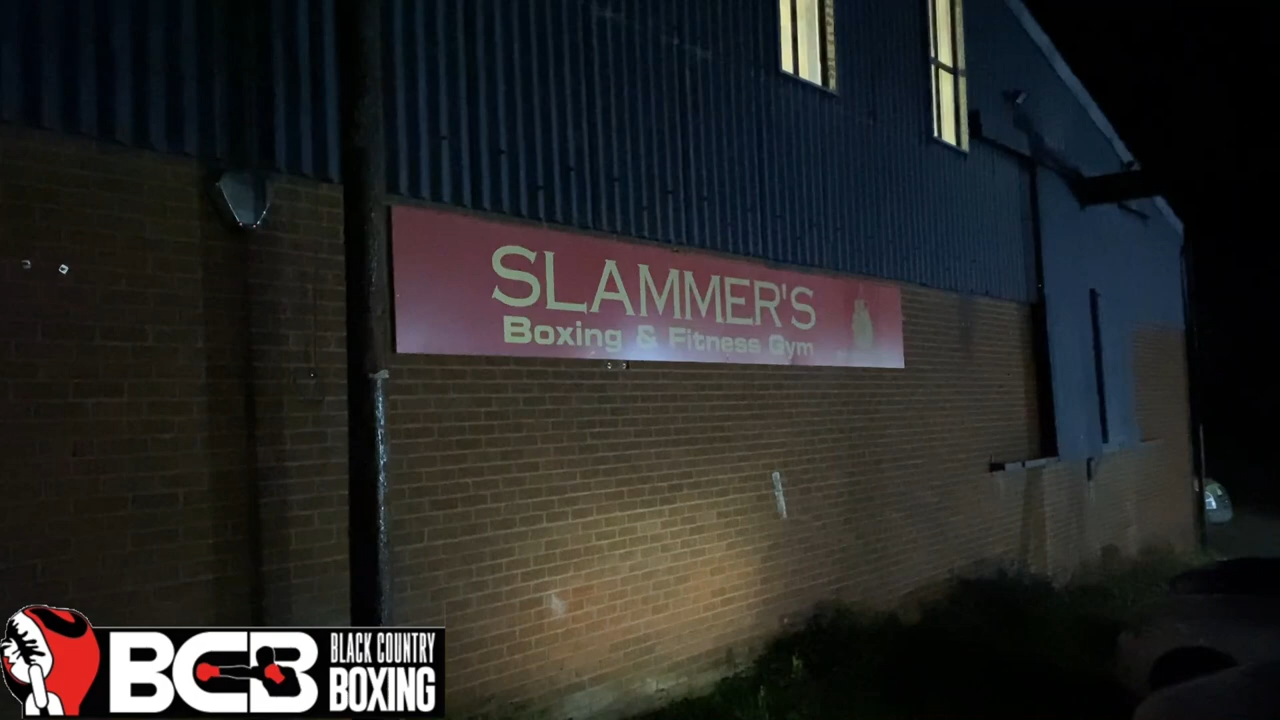 SLAMMER'S
Boxing & Fitness Gym
BCB
BLACK COUNTRY
BOXING